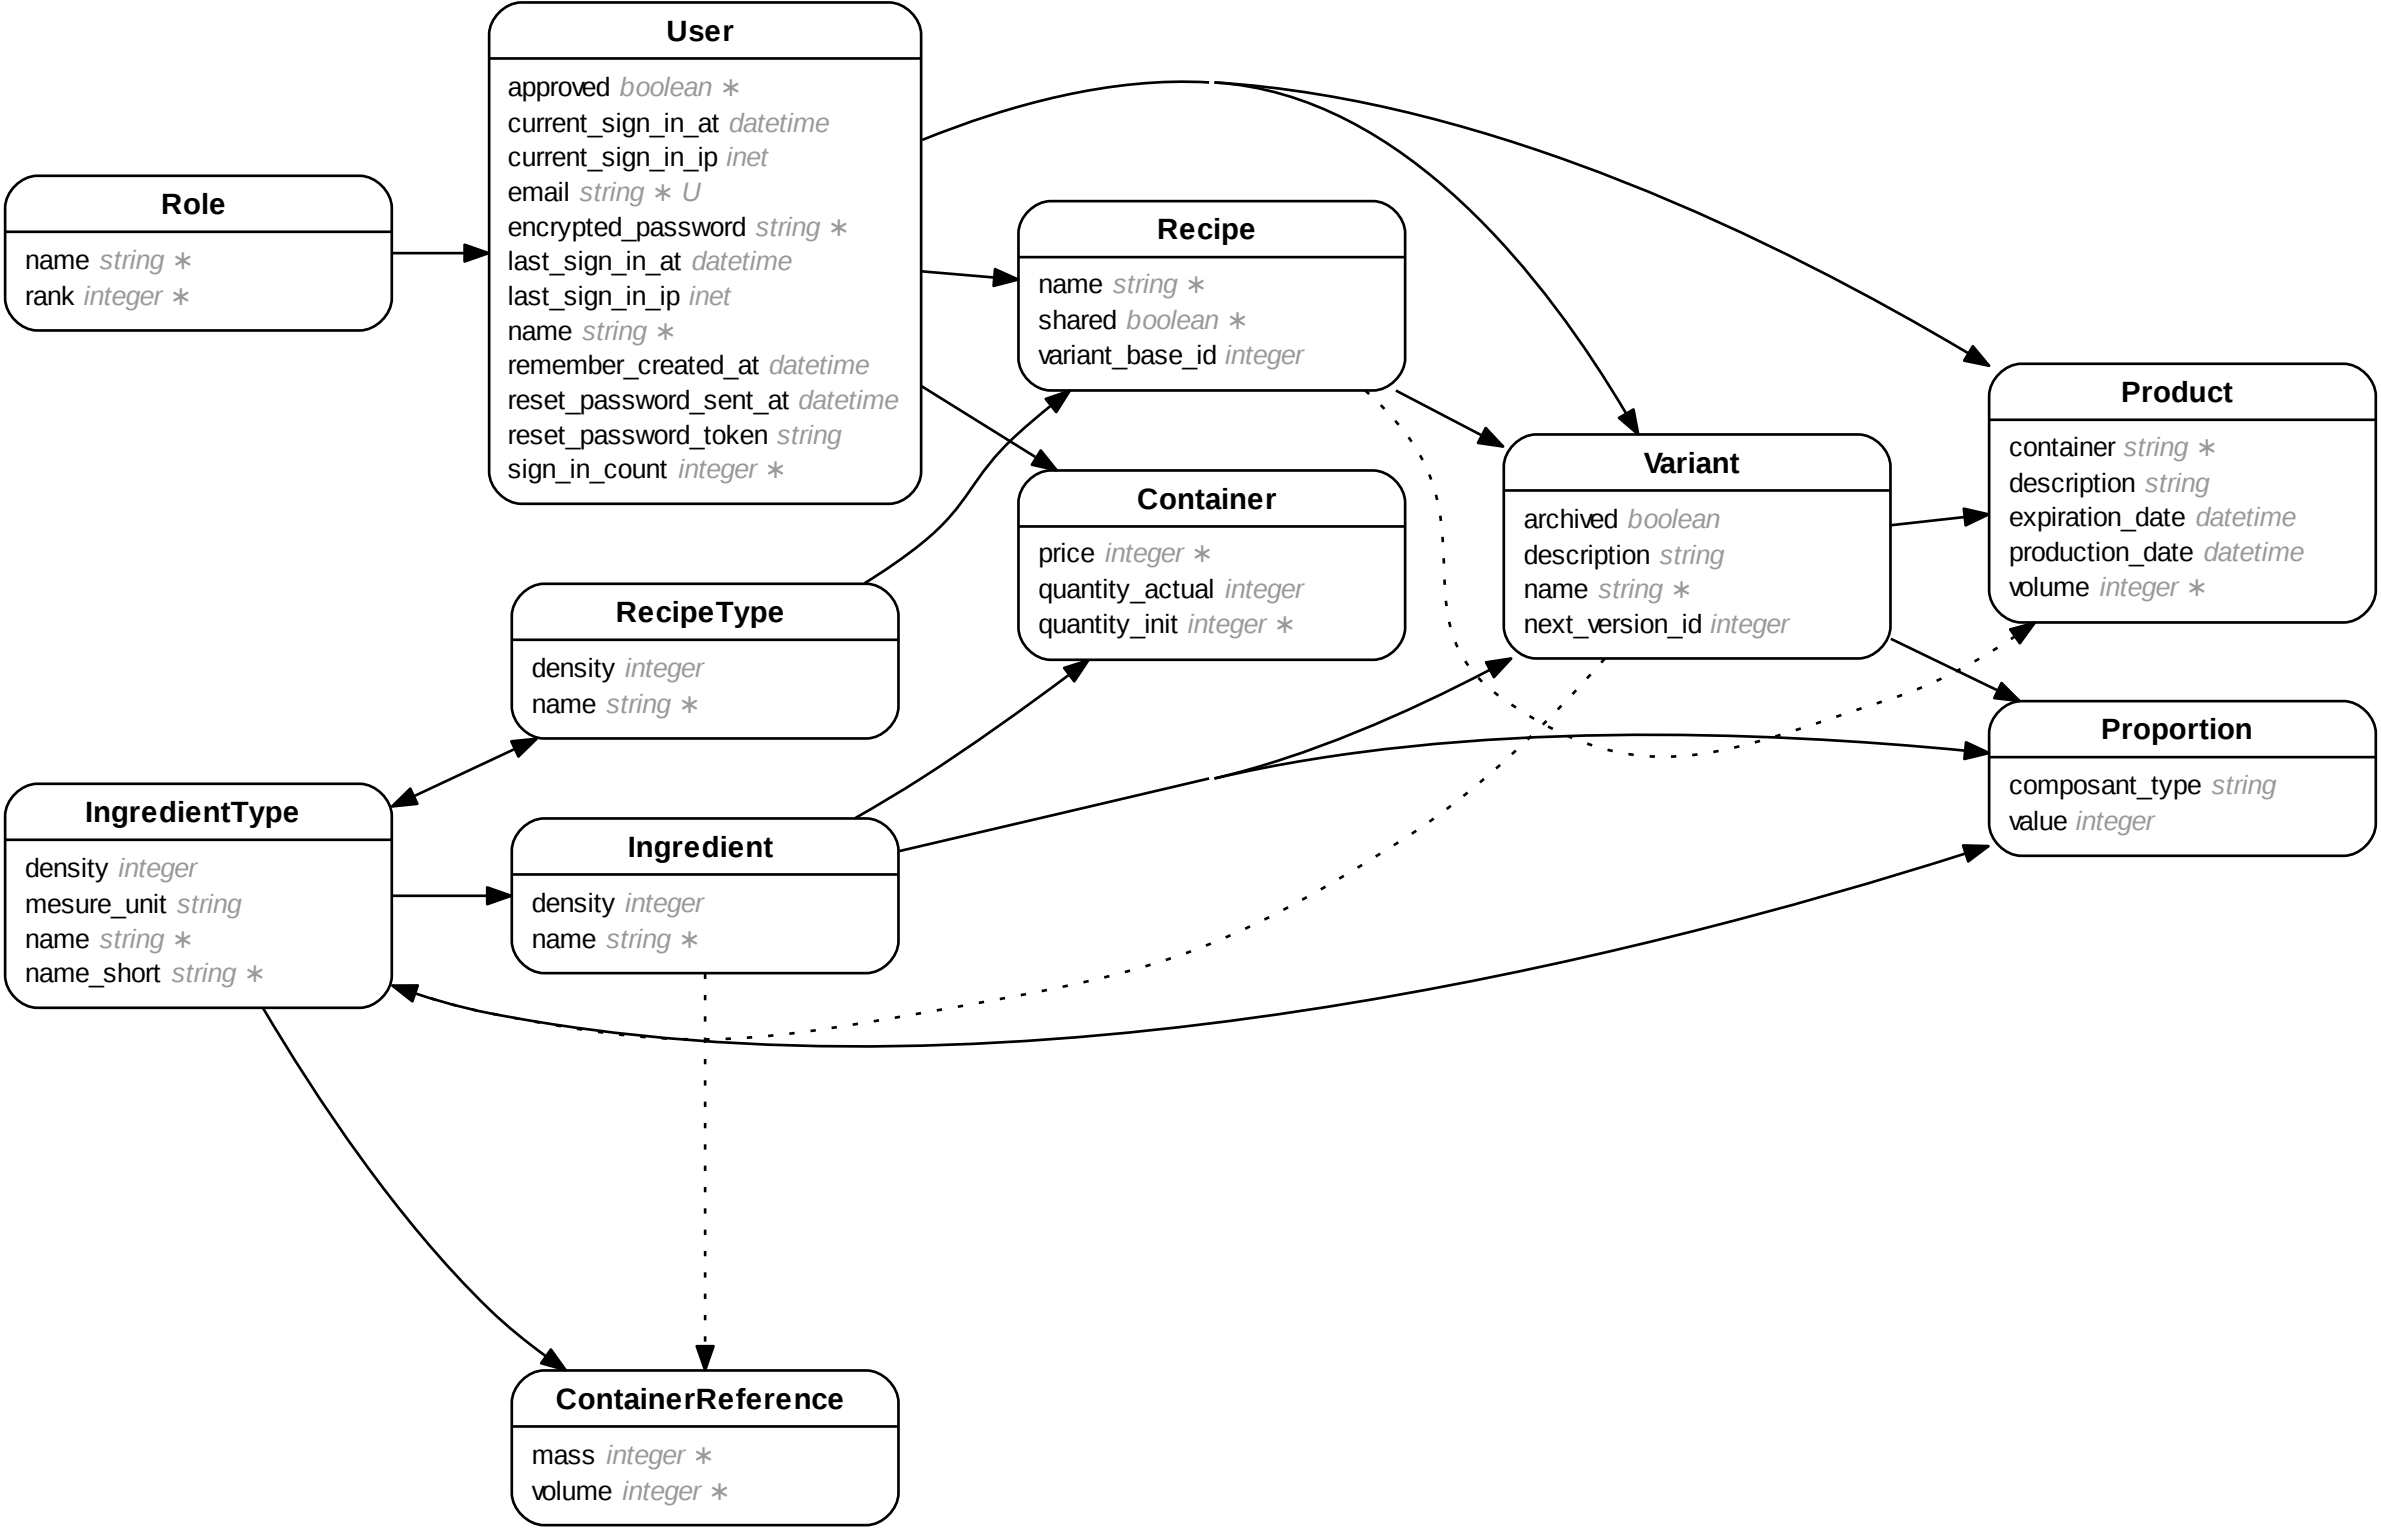 User
approved boolean ∗
current_sign_in_at datetime
current_sign_in_ip inet
email string ∗ U
encrypted_password string ∗
last_sign_in_at datetime
last_sign_in_ip inet
name string ∗
remember_created_at datetime
reset_password_sent_at datetime
reset_password_token string
sign_in_count integer ∗
Role
name string ∗
rank integer ∗
Recipe
name string ∗
shared boolean ∗
variant_base_id integer
Product
container string ∗
description string
expiration_date datetime
production_date datetime
volume integer ∗
Variant
archived boolean
description string
name string ∗
next_version_id integer
Container
price integer ∗
quantity_actual integer
quantity_init integer ∗
RecipeType
density integer
name string ∗
Proportion
composant_type string
value integer
IngredientType
density integer
mesure_unit string
name string ∗
name_short string ∗
Ingredient
density integer
name string ∗
ContainerReference
mass integer ∗
volume integer ∗